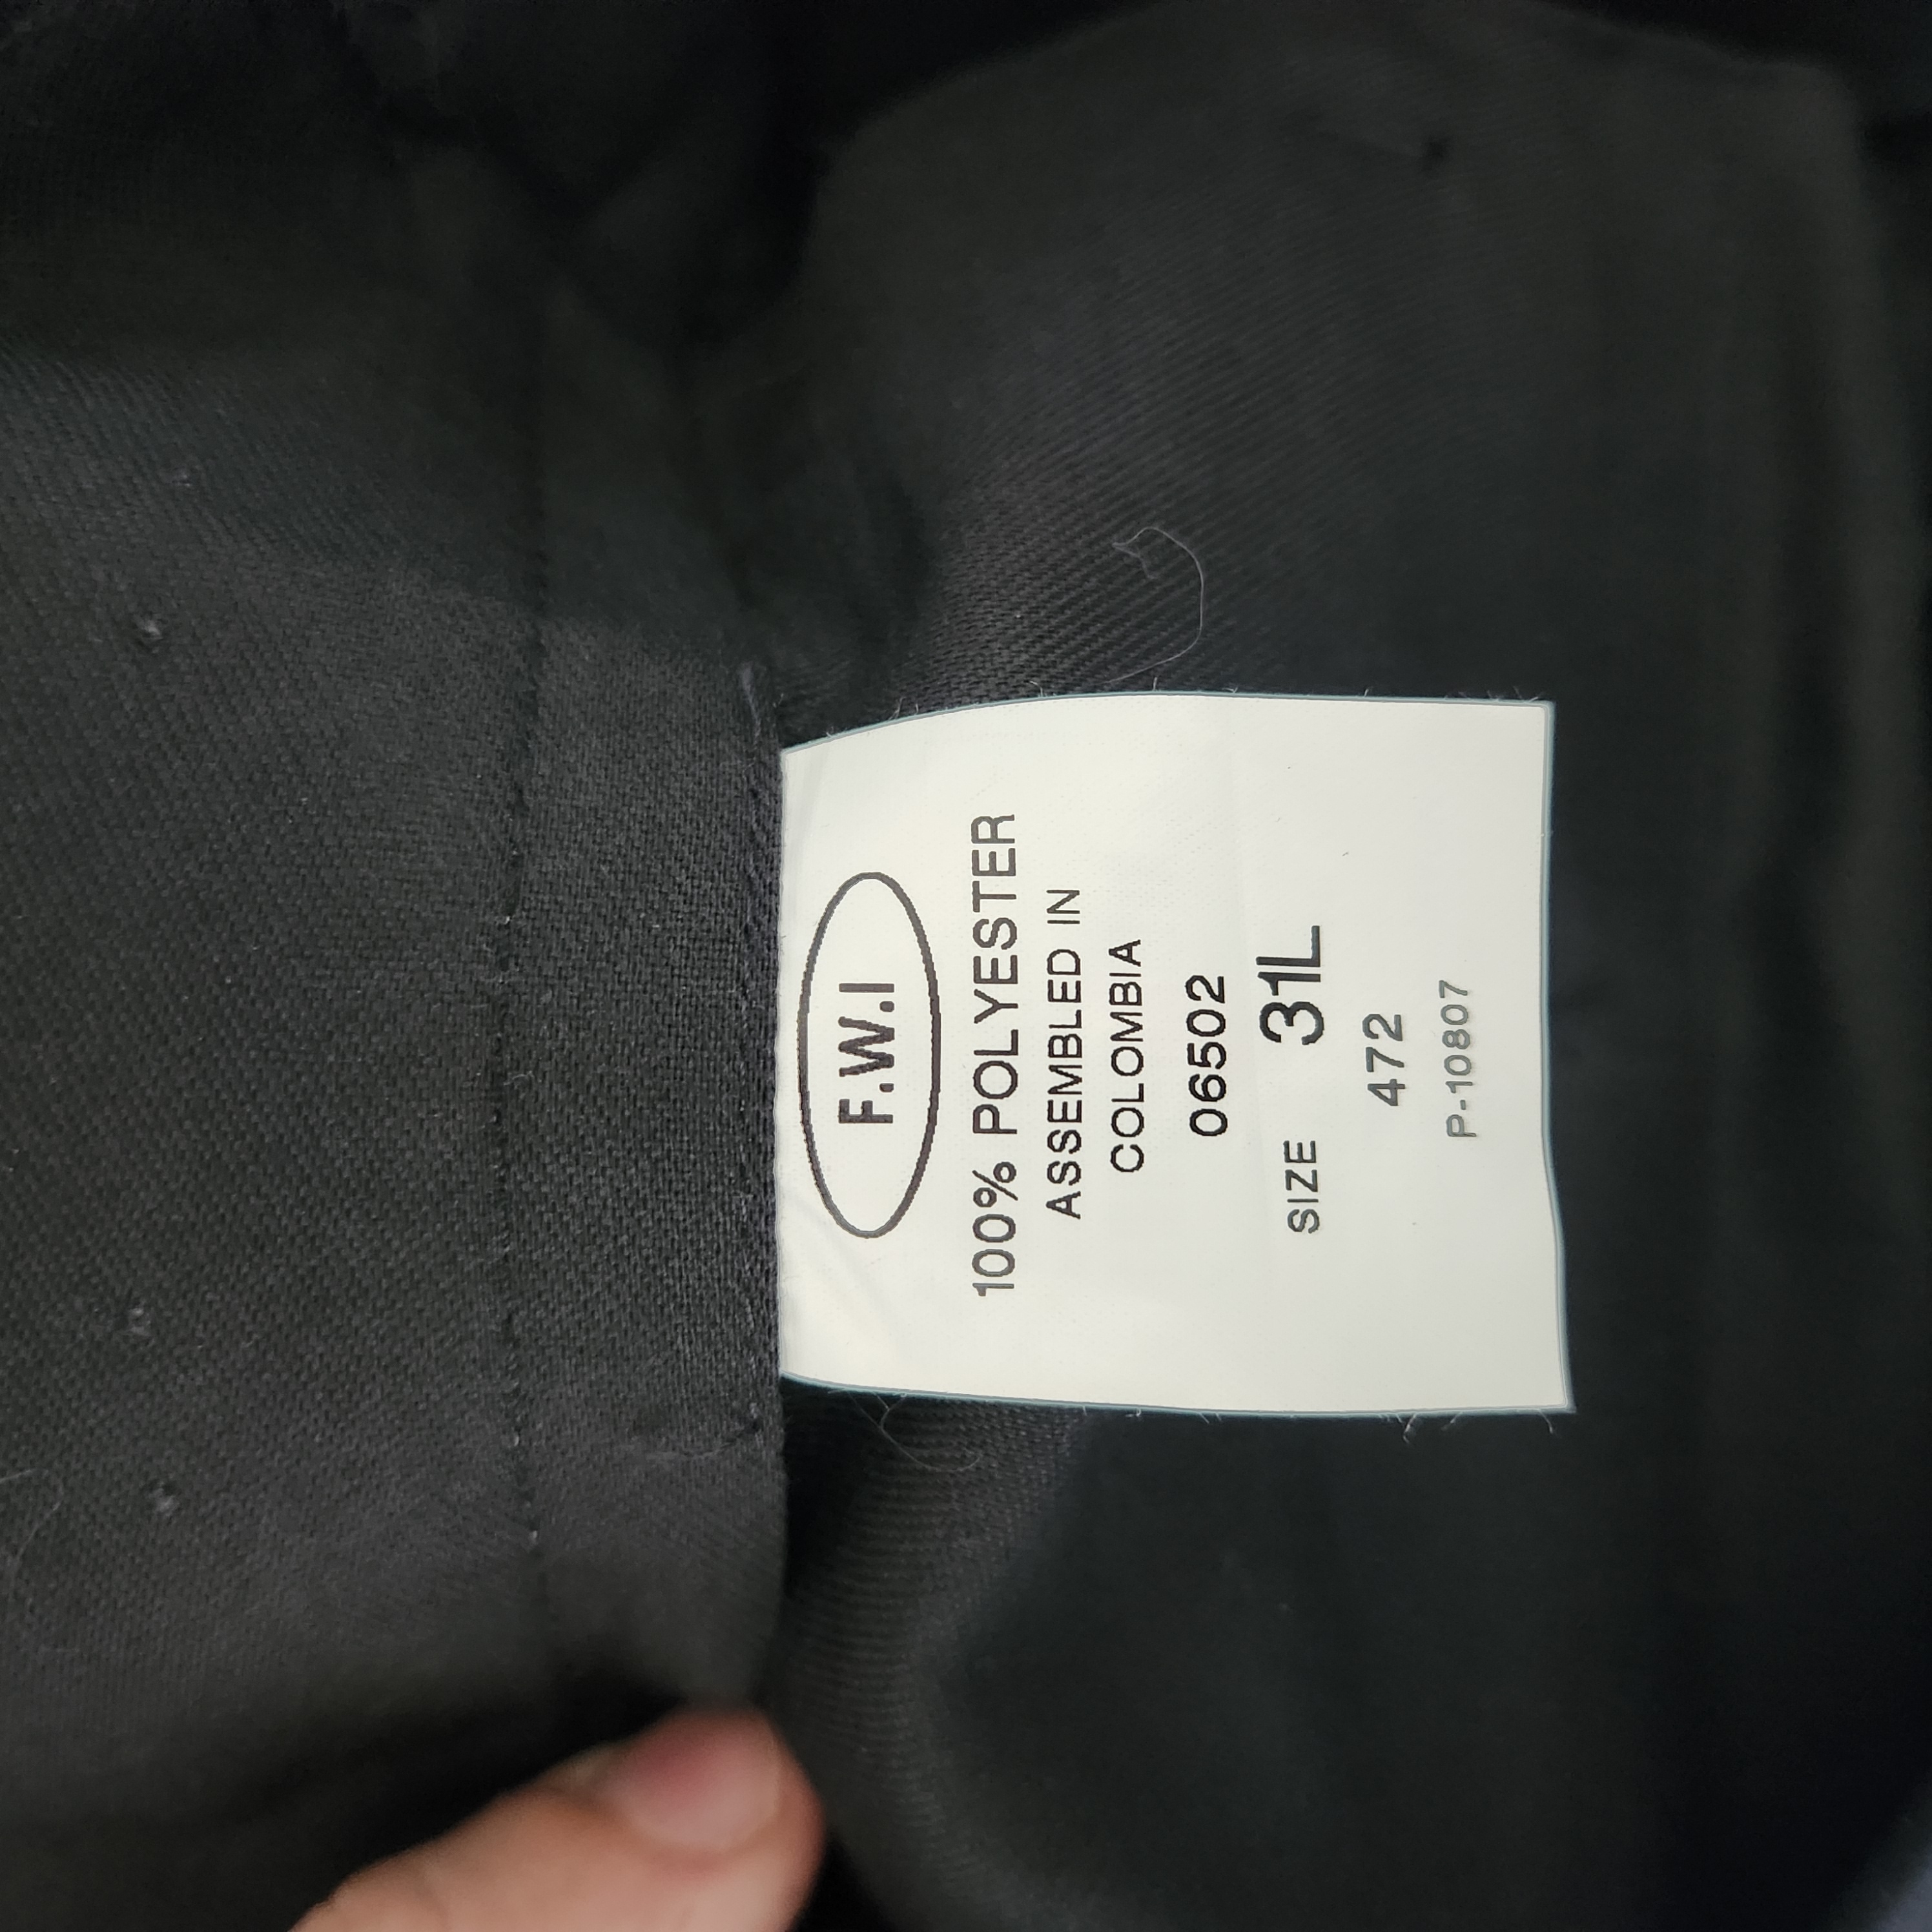 F.W.I
100% POLYESTER
ASSEMBLED IN
COLOMBIA
06502
SIZE 31L
472
P-10807